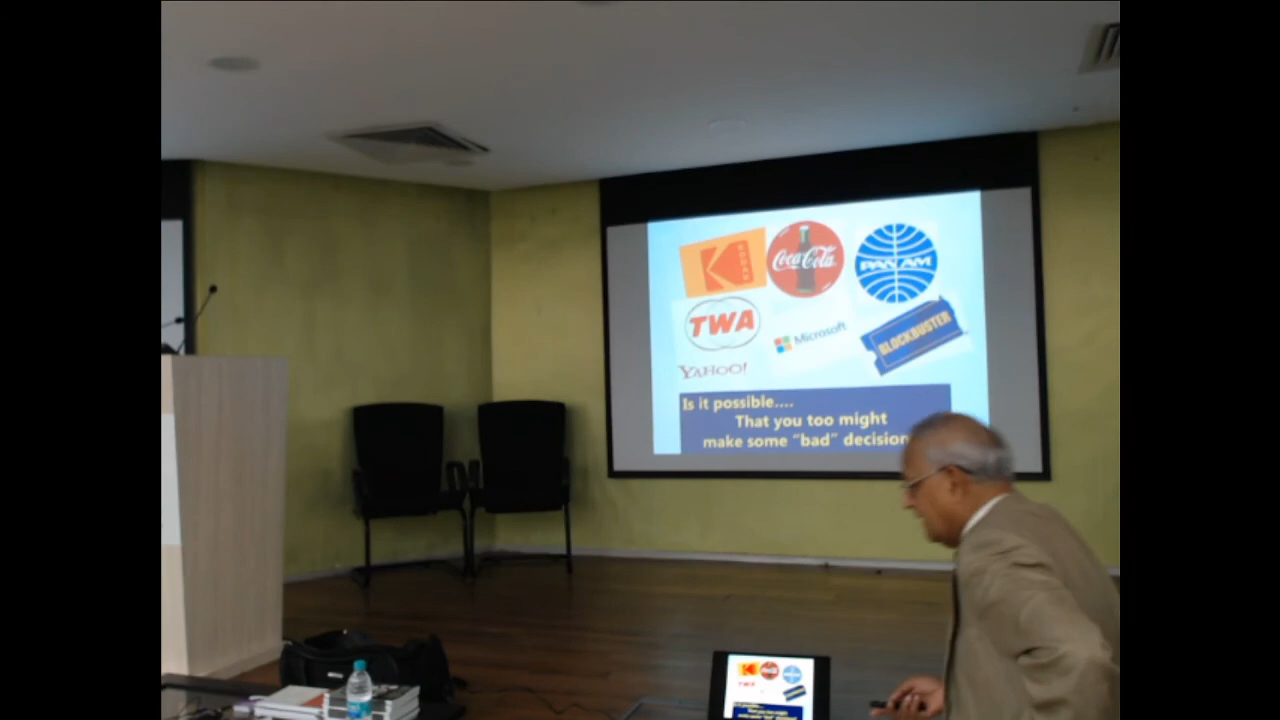 KODAK
Coca-Cola
PAN AM
TWA
Microsoft
BLOCKBUSTER
YAHOO!
Is it possible....
That you too might
make some “bad” decision
TWA